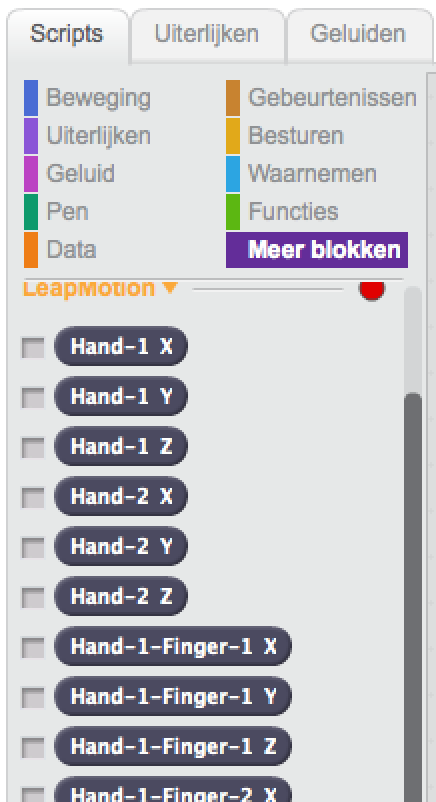 Scripts Uiterlijken Geluiden
Beweging Gebeurtenissen
Uiterlijken Besturen
Geluid Waarnemen
Pen Functies
Data Meer blokken
LeapMotion
Hand-1 X
Hand-1 Y
Hand-1 Z
Hand-2 X
Hand-2 Y
Hand-2 Z
Hand-1-Finger-1 X
Hand-1-Finger-1 Y
Hand-1-Finger-1 Z
Hand-1-Finger-2 X